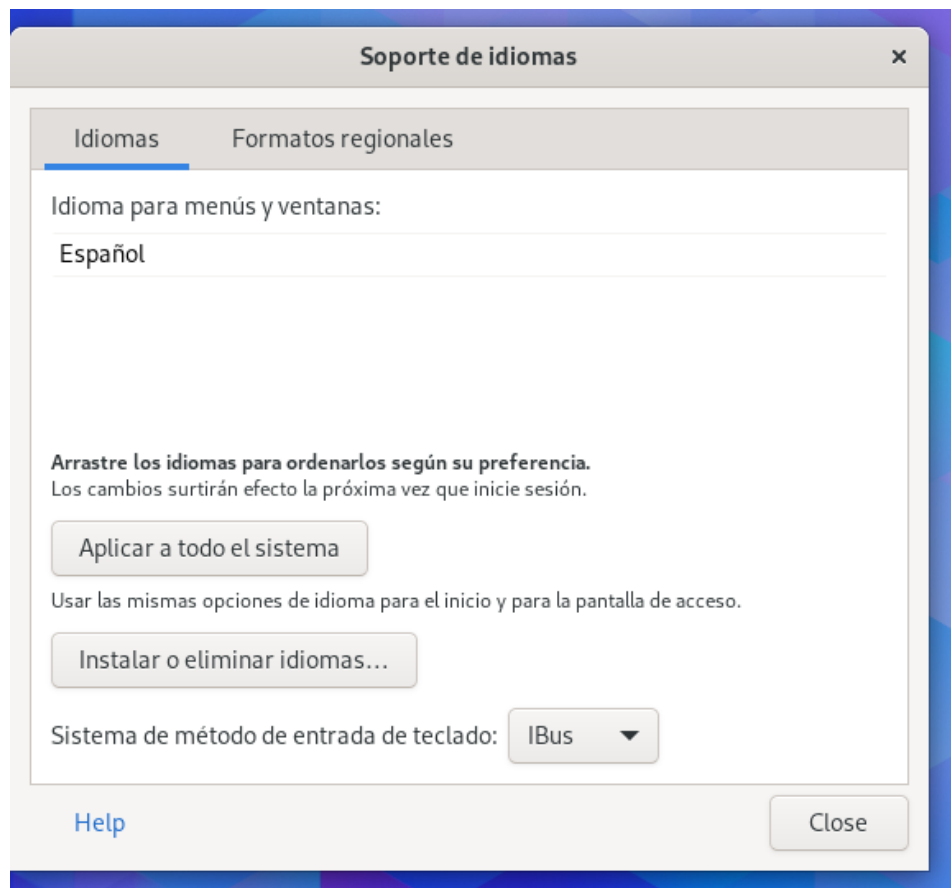 Soporte de idiomas
Idiomas Formatos regionales
Idioma para menús y ventanas:
Español
Arrastre los idiomas para ordenarlos según su preferencia.
Los cambios surtirán efecto la próxima vez que inicie sesión.
Aplicar a todo el sistema
Usar las mismas opciones de idioma para el inicio y para la pantalla de acceso.
Instalar o eliminar idiomas...
Sistema de método de entrada de teclado: IBus
Help Close